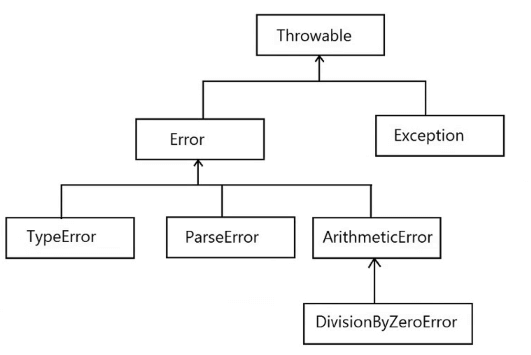 Throwable
Error
Exception
TypeError
ParseError
ArithmeticError
DivisionByZeroError